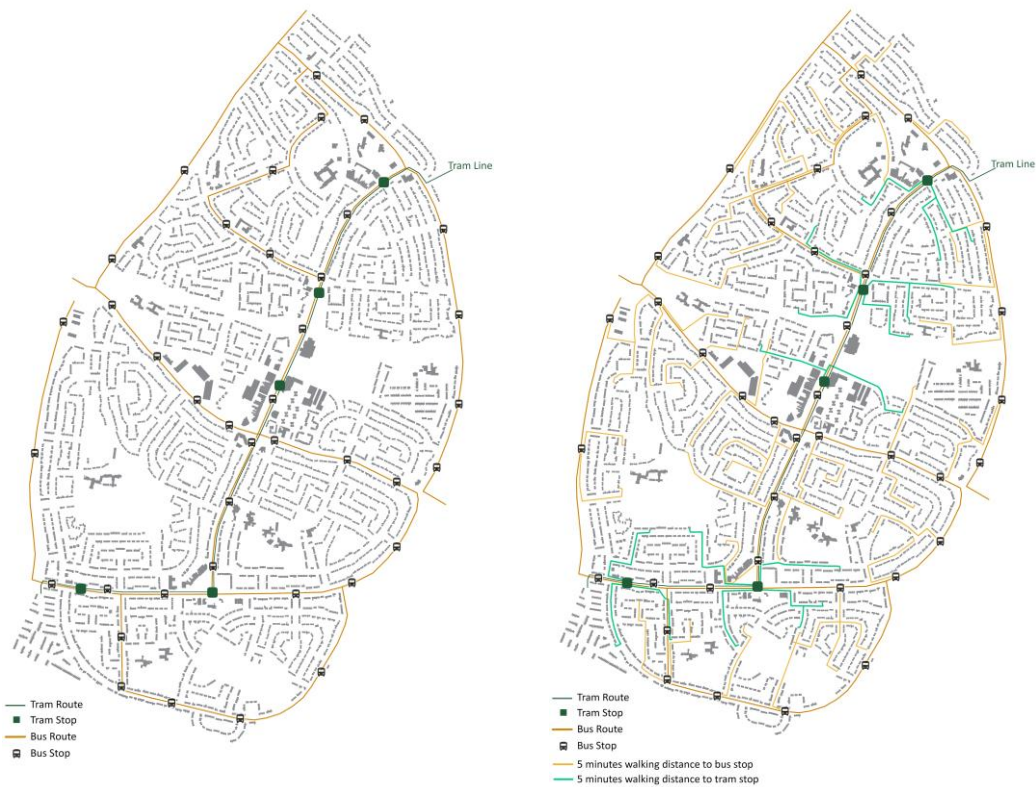 Tram Line
Tram Route
Tram Stop
Bus Route
Bus Stop
Tram Line
Tram Route
Tram Stop
Bus Route
Bus Stop
5 minutes walking distance to bus stop
5 minutes walking distance to tram stop